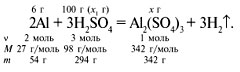 6 г 100 г (x₁ г) x г
2Al + 3H₂SO₄ = Al₂(SO₄)₃ + 3H₂↑.
ν 2 моль 3 моль 1 моль
M 27 г/моль 98 г/моль 342 г/моль
m 54 г 294 г 342 г